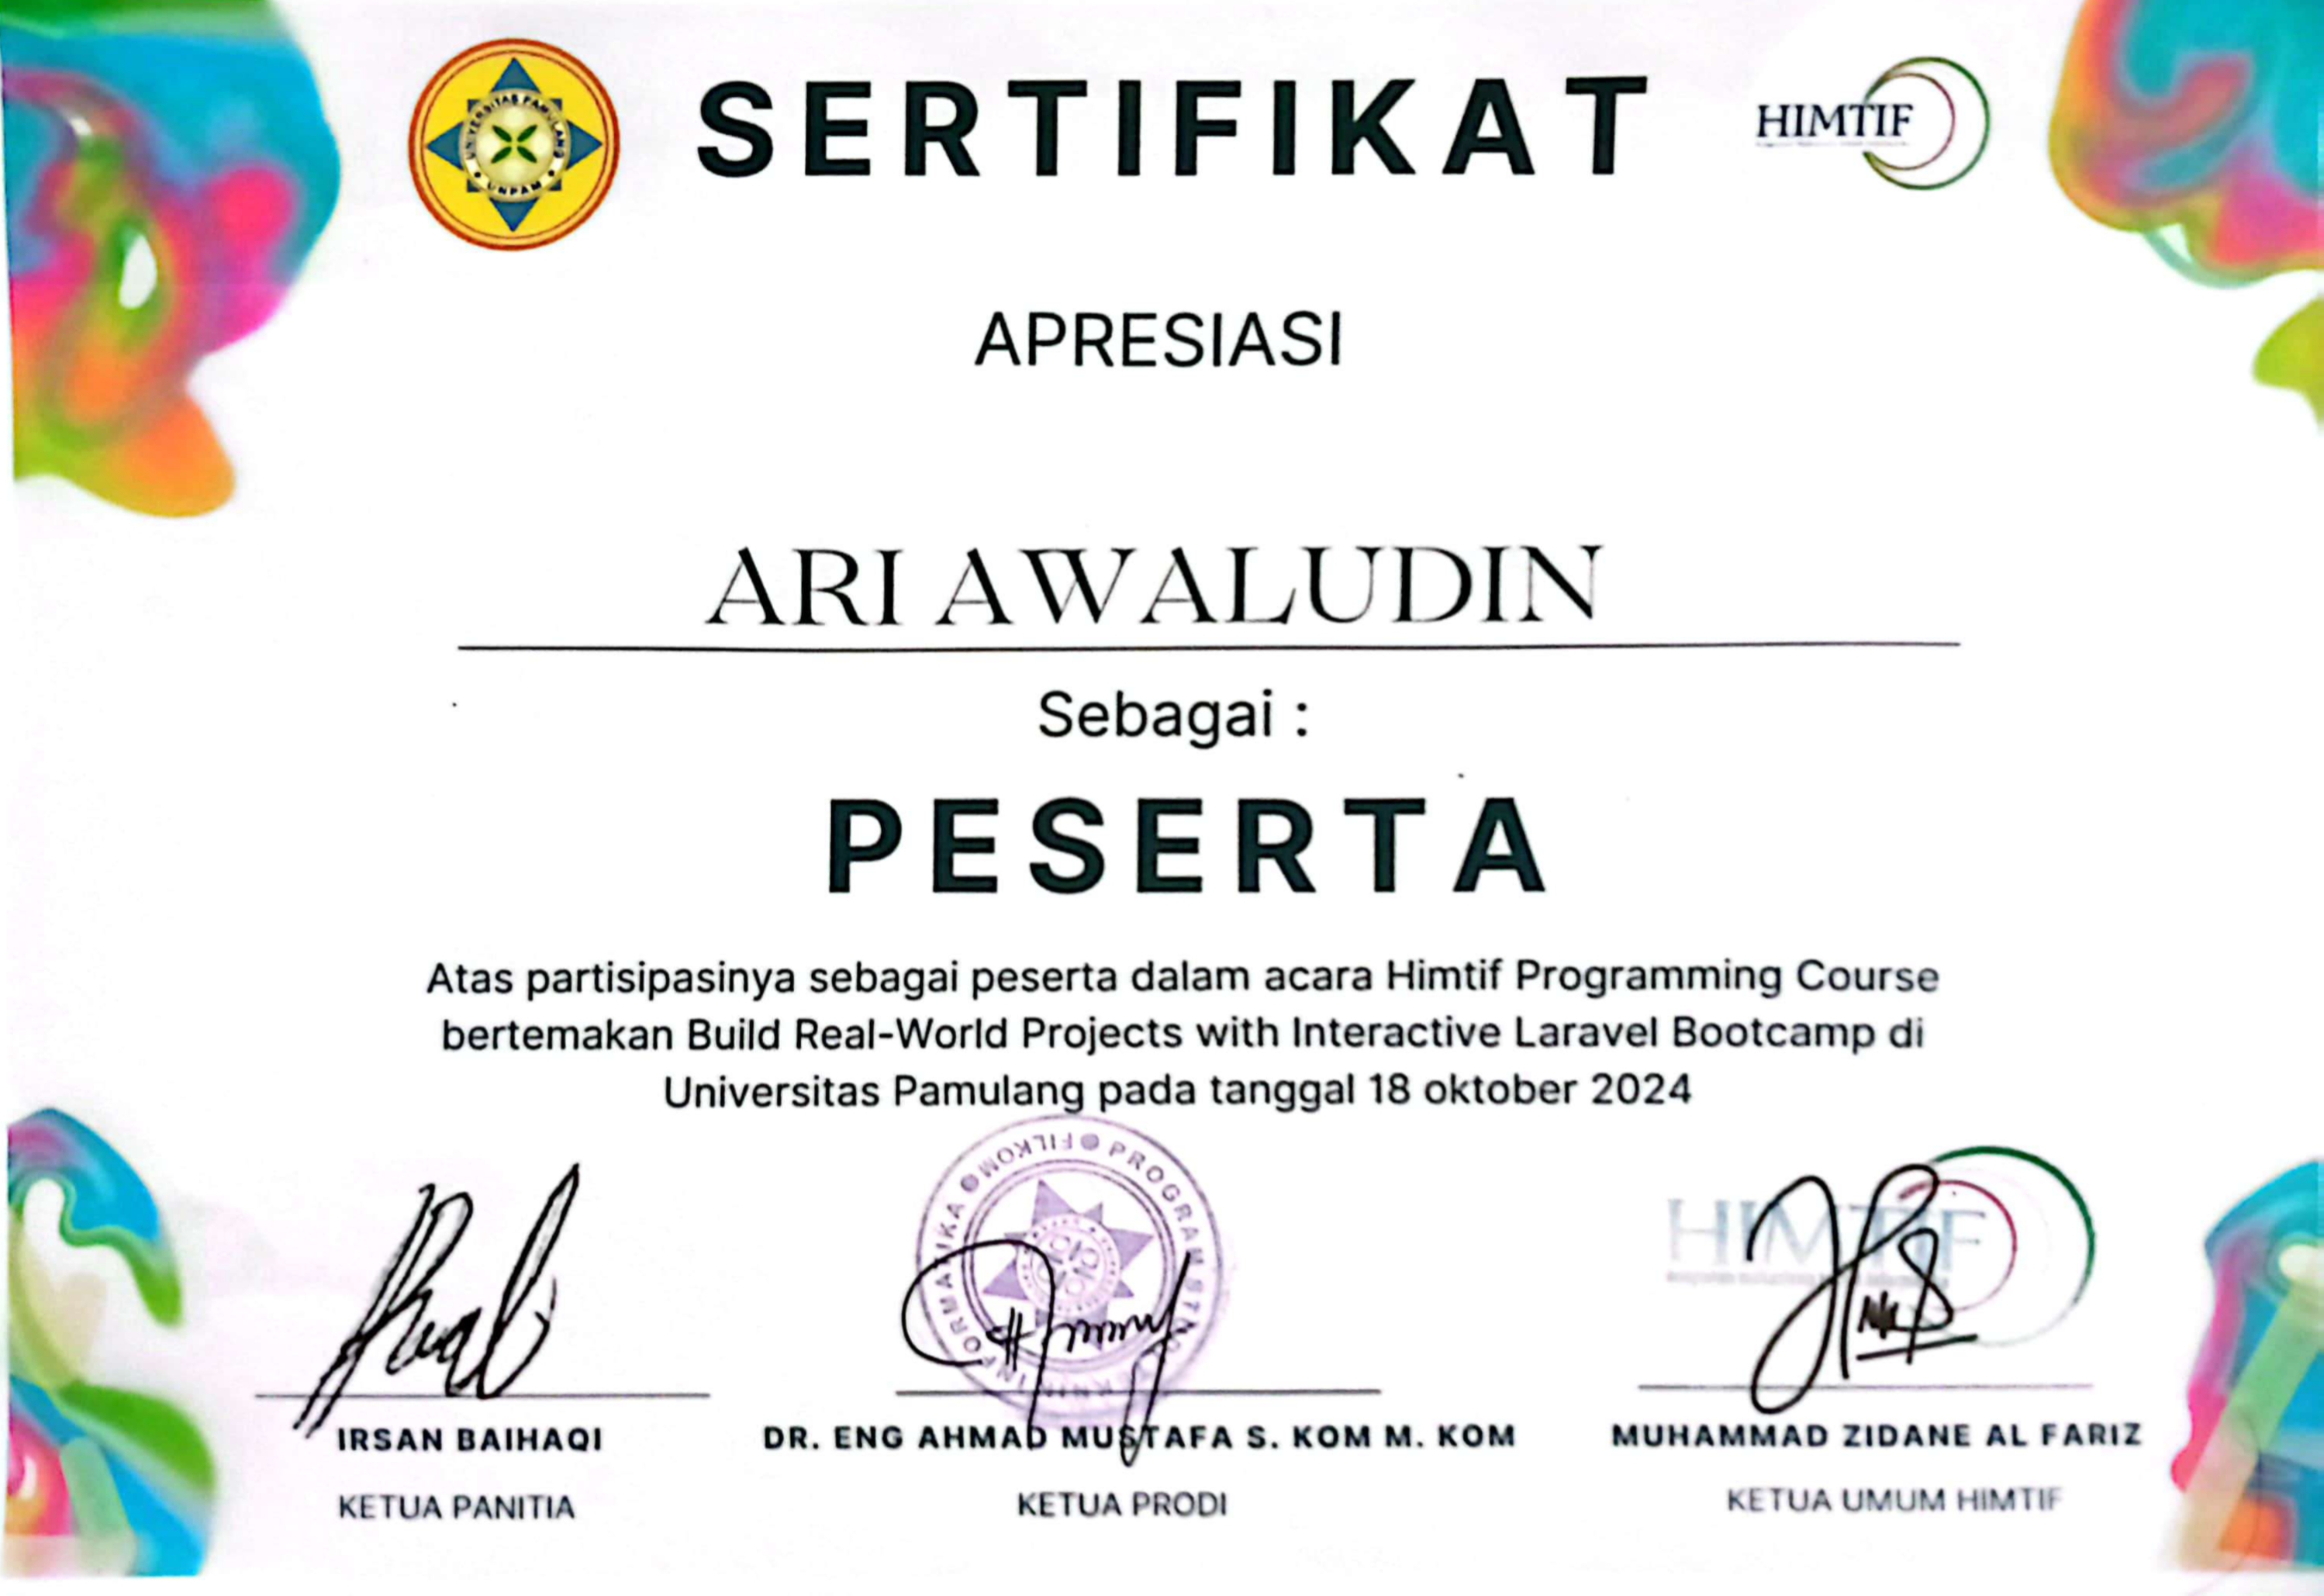 UNIVERSITAS PAMULANG
UNPAM
SERTIFIKAT
HIMTIF
APRESIASI
ARI AWALUDIN
Sebagai :
PESERTA
Atas partisipasinya sebagai peserta dalam acara Himtif Programming Course
bertemakan Build Real-World Projects with Interactive Laravel Bootcamp di
Universitas Pamulang pada tanggal 18 oktober 2024
FILKOM PROGRAM STUDI TEKNIK INFORMATIKA
HIMTIF
IRSAN BAIHAQI
KETUA PANITIA
DR. ENG AHMAD MUSTAFA S. KOM M. KOM
KETUA PRODI
MUHAMMAD ZIDANE AL FARIZ
KETUA UMUM HIMTIF